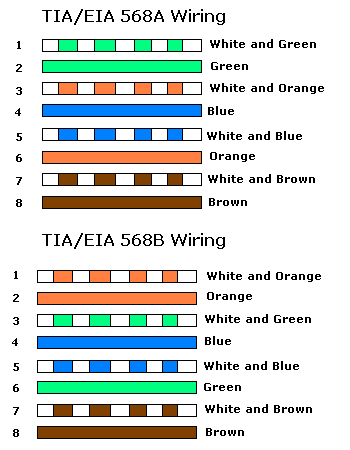 TIA/EIA 568A Wiring
1 White and Green
2 Green
3 White and Orange
4 Blue
5 White and Blue
6 Orange
7 White and Brown
8 Brown
TIA/EIA 568B Wiring
1 White and Orange
2 Orange
3 White and Green
4 Blue
5 White and Blue
6 Green
7 White and Brown
8 Brown